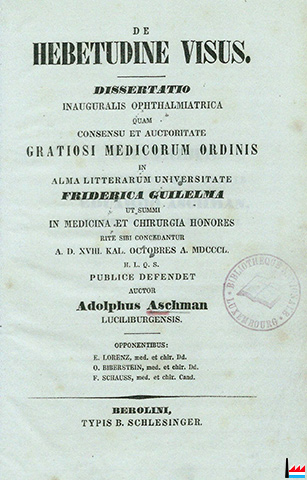 DE
HEBETUDINE VISUS.
DISSERTATIO
INAUGURALIS OPHTHALMIATRICA
QUAM
CONSENSU ET AUCTORITATE
GRATIOSI MEDICORUM ORDINIS
IN
ALMA LITTERARUM UNIVERSITATE
FRIDERICA GUILELMA
UT SUMMI
IN MEDICINA ET CHIRURGIA HONORES
RITE SIBI CONCEDANTUR
A. D. XVIII. KAL. OCTOBRES A. MDCCCL.
H. L. Q. S.
PUBLICE DEFENDET
AUCTOR
Adolphus Aschman
LUCILIBURGENSIS.
OPPONENTIBUS:
E. LORENZ, med. et chir. Dd.
O. BIBERSTEIN, med. et chir. Dd.
F. SCHAUSS, med. et chir. Cand.
BEROLINI,
TYPIS B. SCHLESINGER.